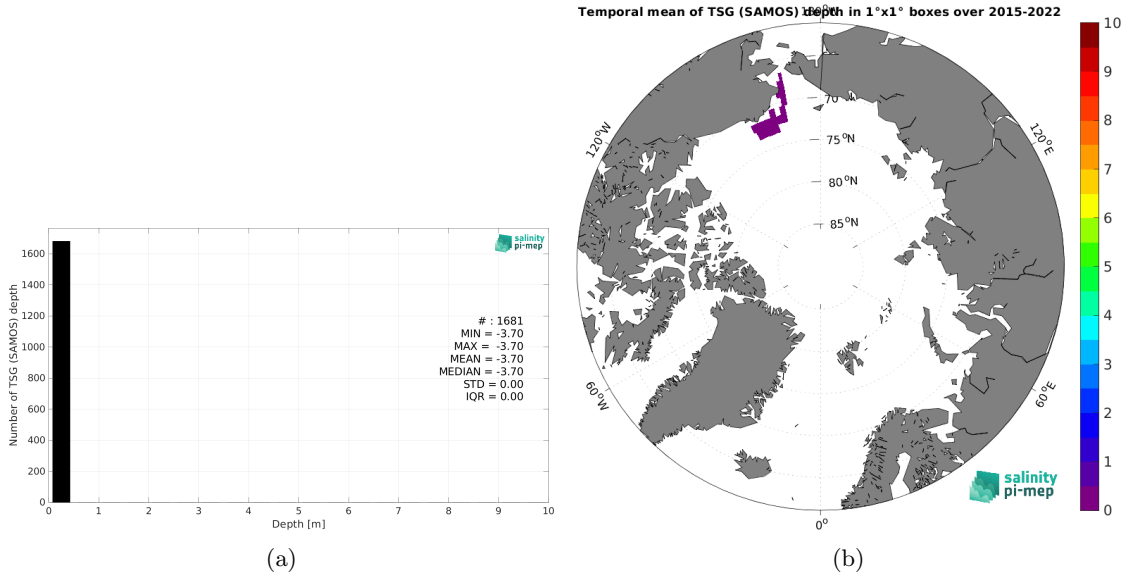 Temporal mean of TSG (SAMOS) depth in 1°x1° boxes over 2015-2022
salinity
pi-mep
# : 1681
MIN = -3.70
MAX = -3.70
MEAN = -3.70
MEDIAN = -3.70
STD = 0.00
IQR = 0.00
Number of TSG (SAMOS) depth
1600
1400
1200
1000
800
600
400
200
0
0 1 2 3 4 5 6 7 8 9 10
Depth [m]
(a)
120°W
120°E
60°W
60°E
0°
75°N
80°N
85°N
salinity
pi-mep
10
9
8
7
6
5
4
3
2
1
0
(b)